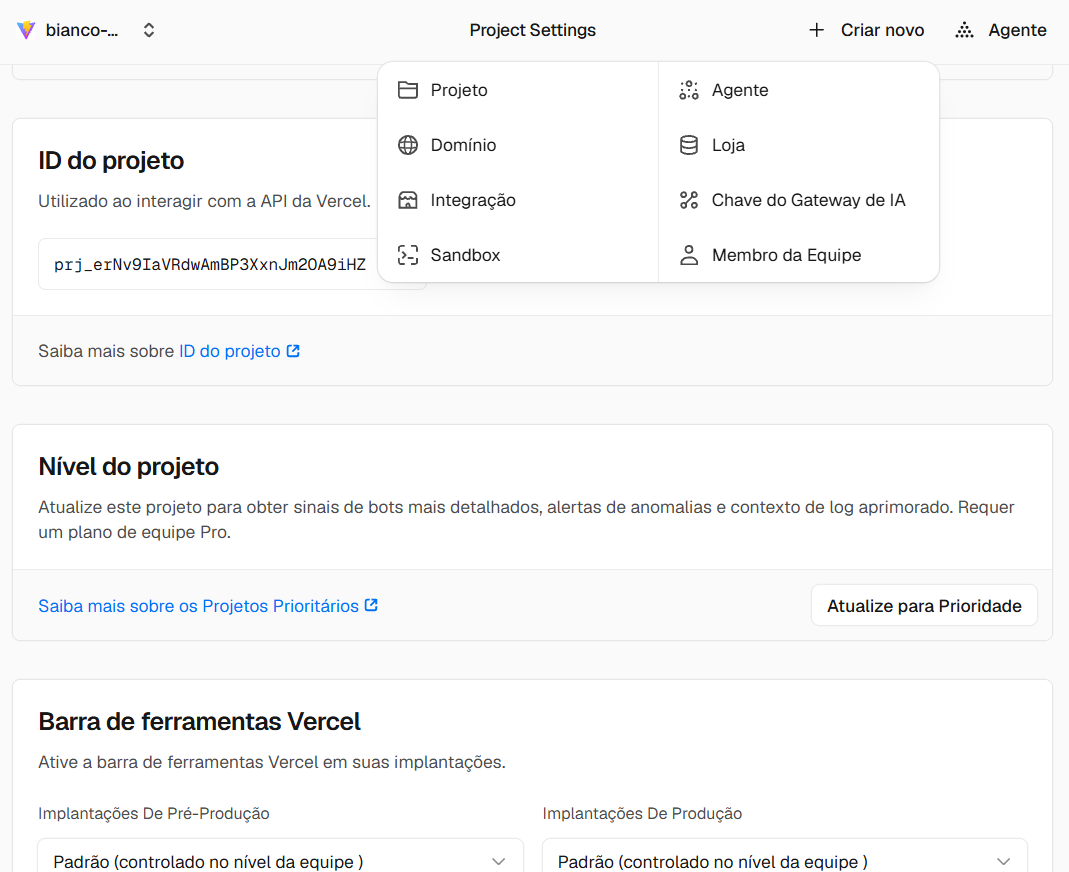 bianco-...
Project Settings
Criar novo
Agente
Projeto
Domínio
Integração
Sandbox
Agente
Loja
Chave do Gateway de IA
Membro da Equipe
ID do projeto
Utilizado ao interagir com a API da Vercel.
prj_erNv9IaVRdwAmBP3XxnJm2OA9iHZ
Saiba mais sobre ID do projeto
Nível do projeto
Atualize este projeto para obter sinais de bots mais detalhados, alertas de anomalias e contexto de log aprimorado. Requer
um plano de equipe Pro.
Saiba mais sobre os Projetos Prioritários
Atualize para Prioridade
Barra de ferramentas Vercel
Ative a barra de ferramentas Vercel em suas implantações.
Implantações De Pré-Produção
Implantações De Produção
Padrão (controlado no nível da equipe )
Padrão (controlado no nível da equipe )